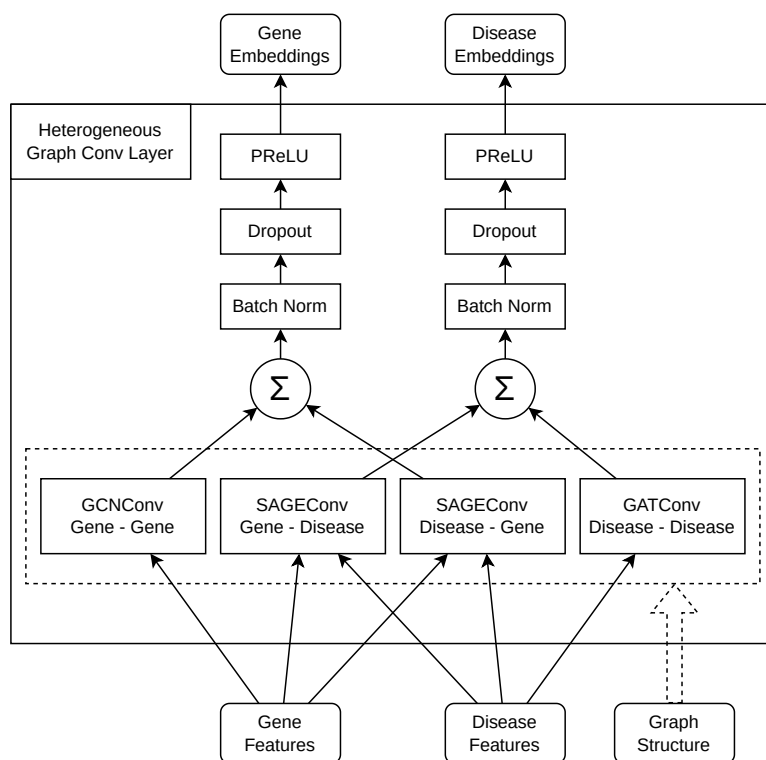 Gene
Embeddings
Disease
Embeddings
Heterogeneous
Graph Conv Layer
PReLU
PReLU
Dropout
Dropout
Batch Norm
Batch Norm
Σ
Σ
GCNConv
Gene - Gene
SAGEConv
Gene - Disease
SAGEConv
Disease - Gene
GATConv
Disease - Disease
Gene
Features
Disease
Features
Graph
Structure